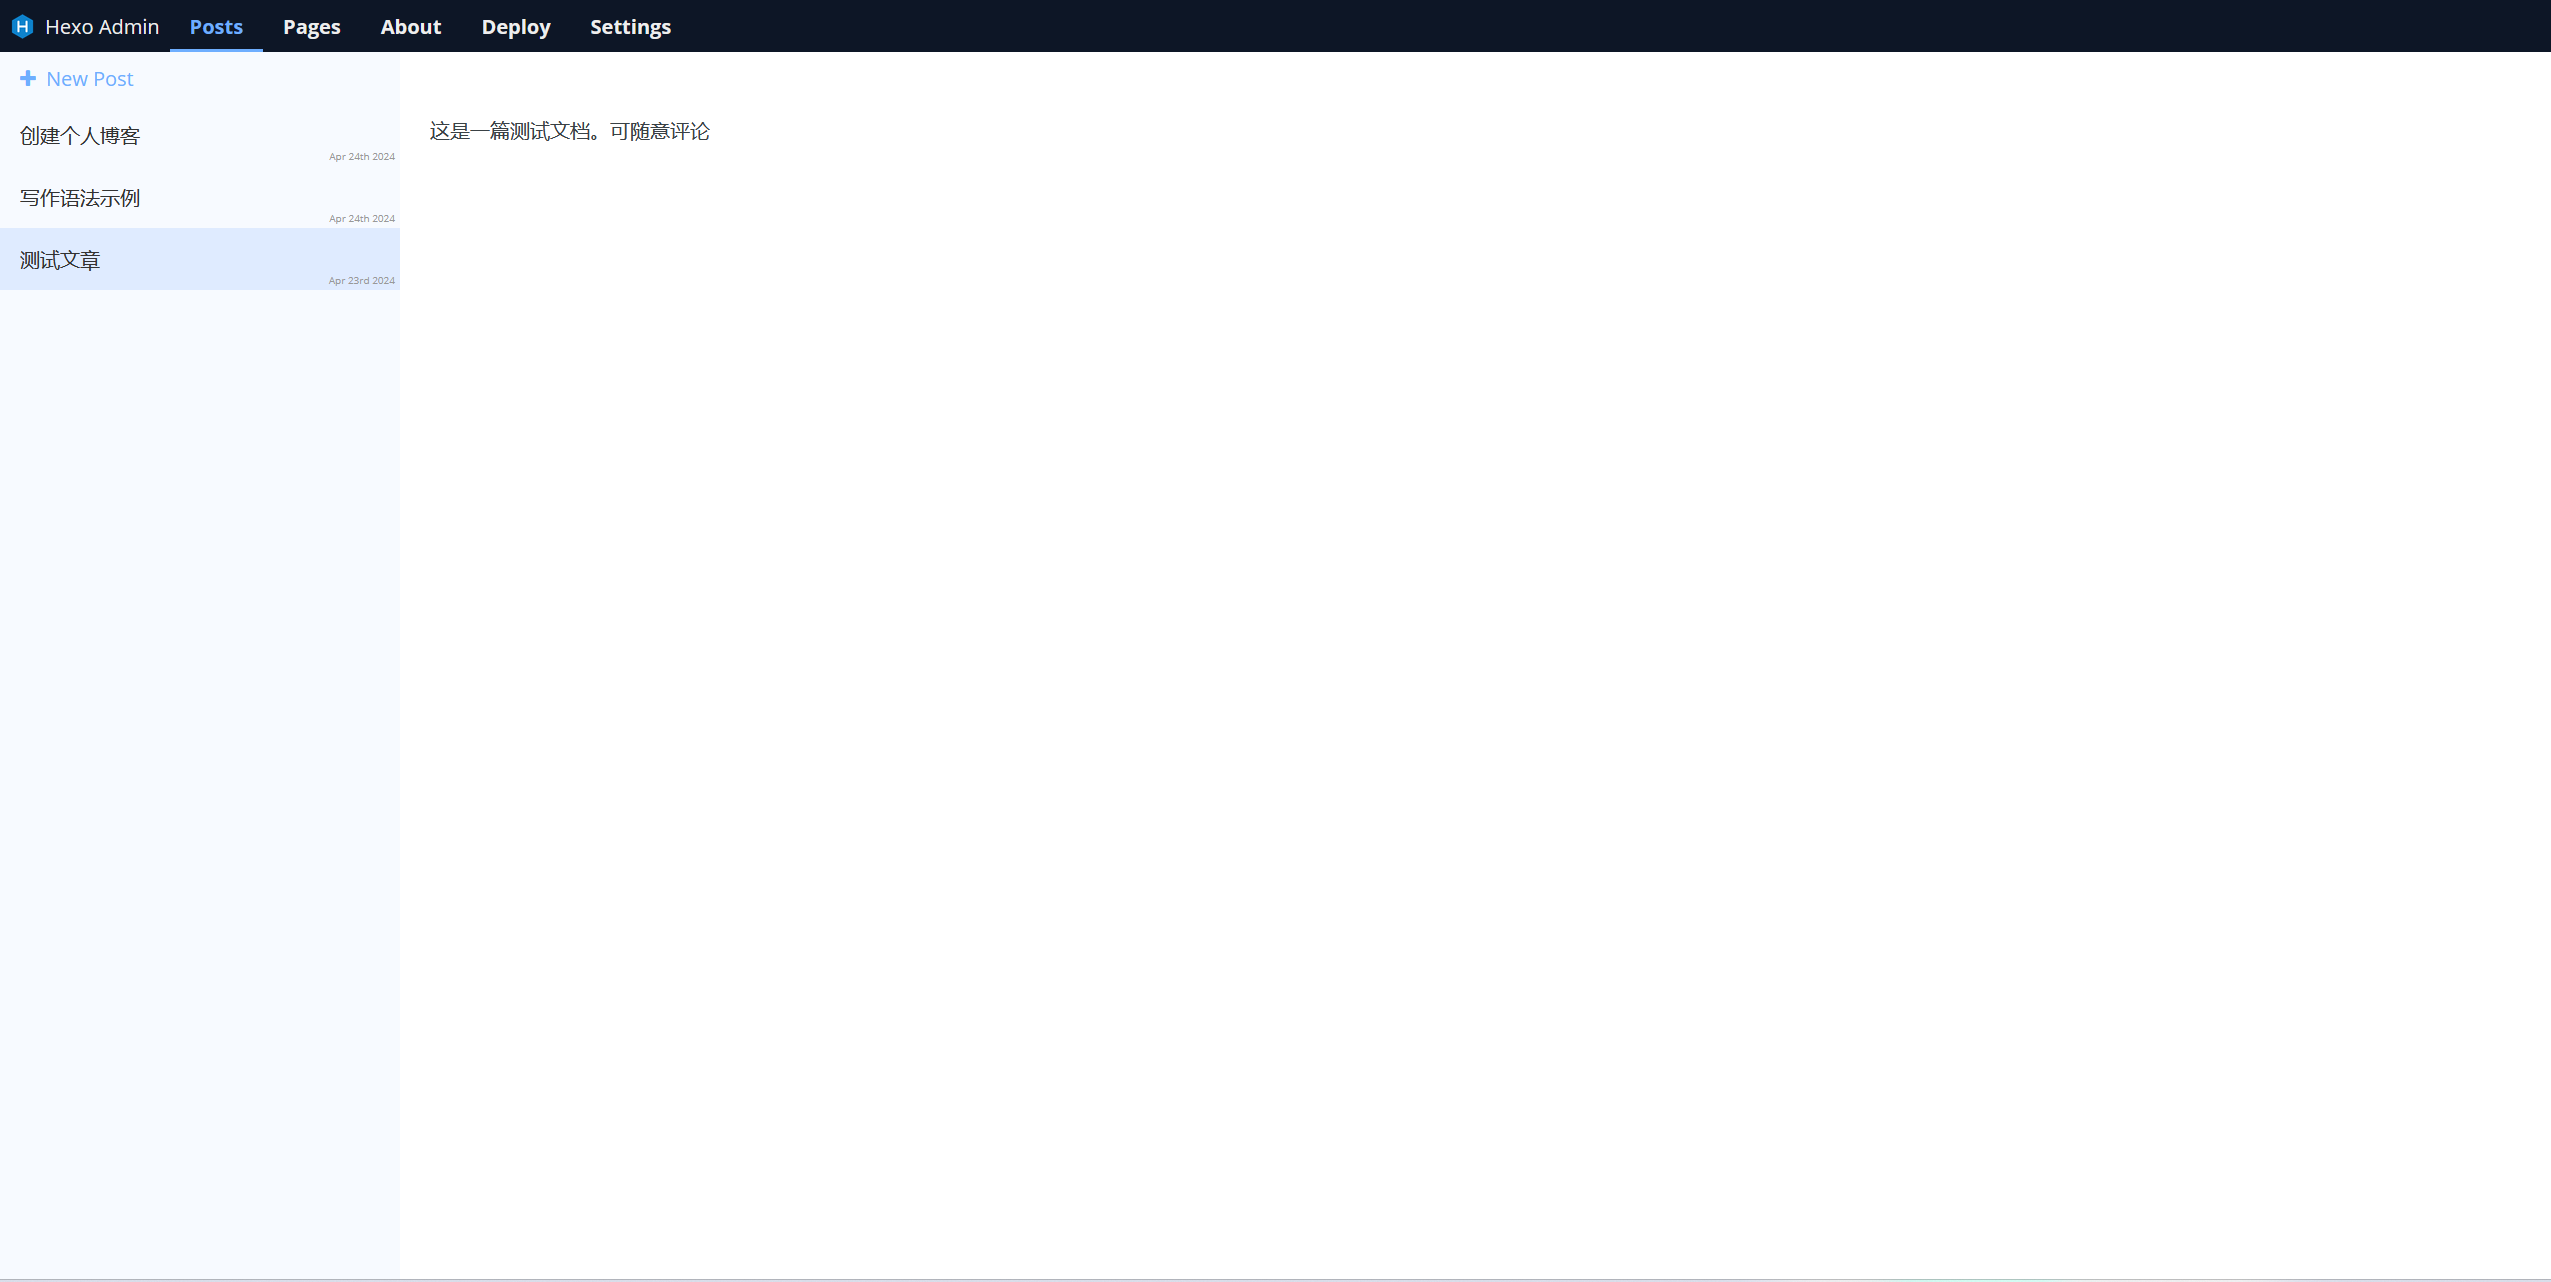 Hexo Admin Posts Pages About Deploy Settings
New Post
创建个人博客
Apr 24th 2024
写作语法示例
Apr 24th 2024
测试文章
Apr 23rd 2024
这是一篇测试文档。可随意评论